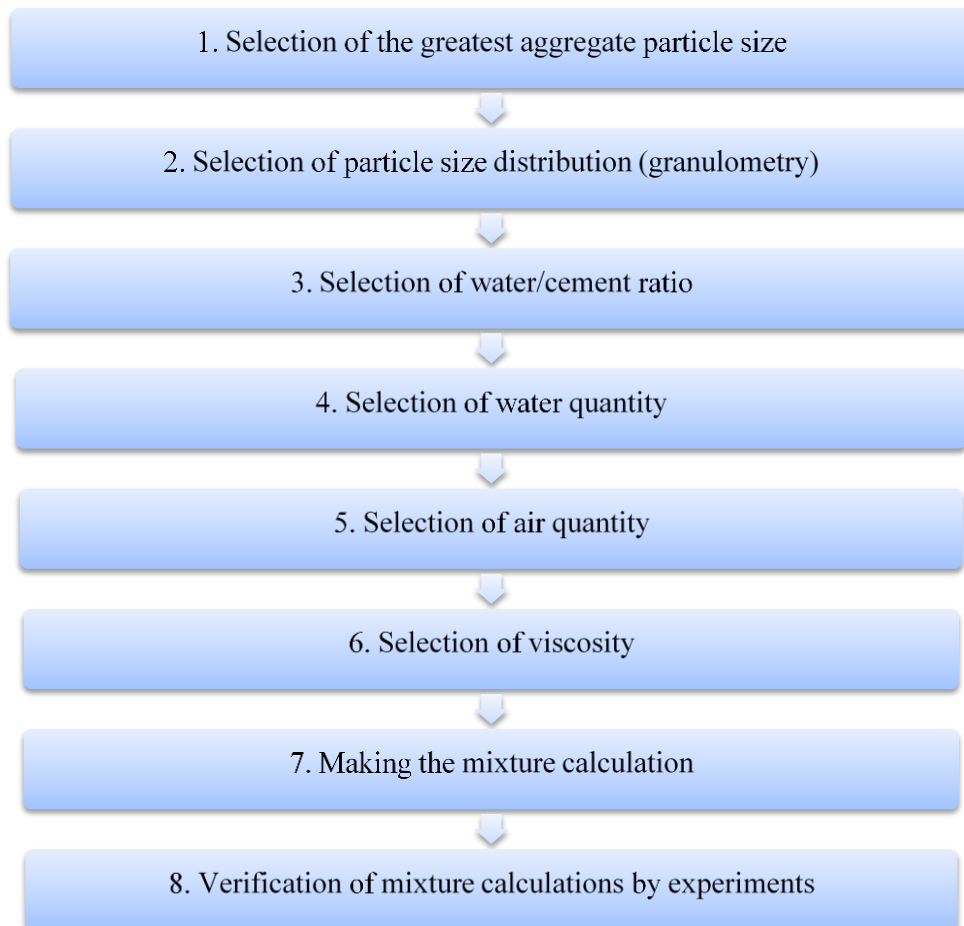 1. Selection of the greatest aggregate particle size
2. Selection of particle size distribution (granulometry)
3. Selection of water/cement ratio
4. Selection of water quantity
5. Selection of air quantity
6. Selection of viscosity
7. Making the mixture calculation
8. Verification of mixture calculations by experiments